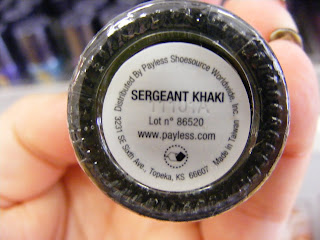 Distributed By Payless Shoesource Worldwide, Inc.
SERGEANT KHAKI
Lot n° 86520
www.payless.com
3231 SE Sixth Ave., Topeka, KS 66607
Made in Taiwan